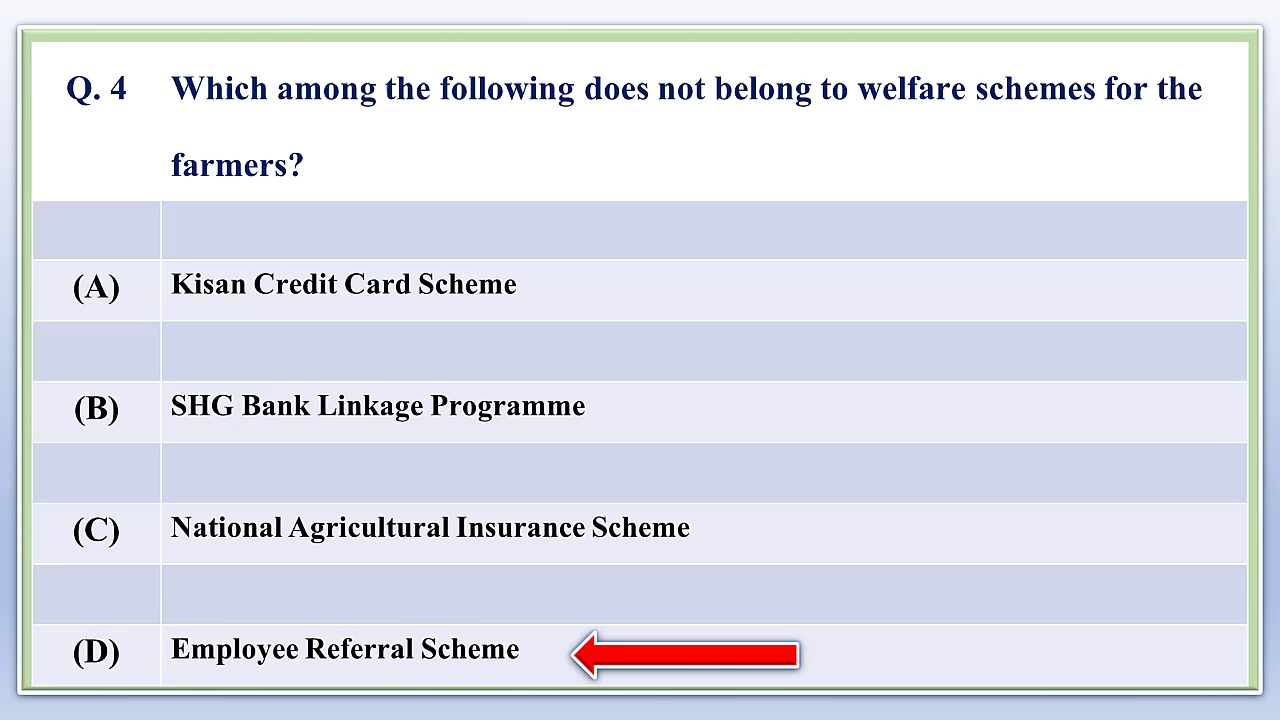 Q. 4 Which among the following does not belong to welfare schemes for the
farmers?
(A) Kisan Credit Card Scheme
(B) SHG Bank Linkage Programme
(C) National Agricultural Insurance Scheme
(D) Employee Referral Scheme